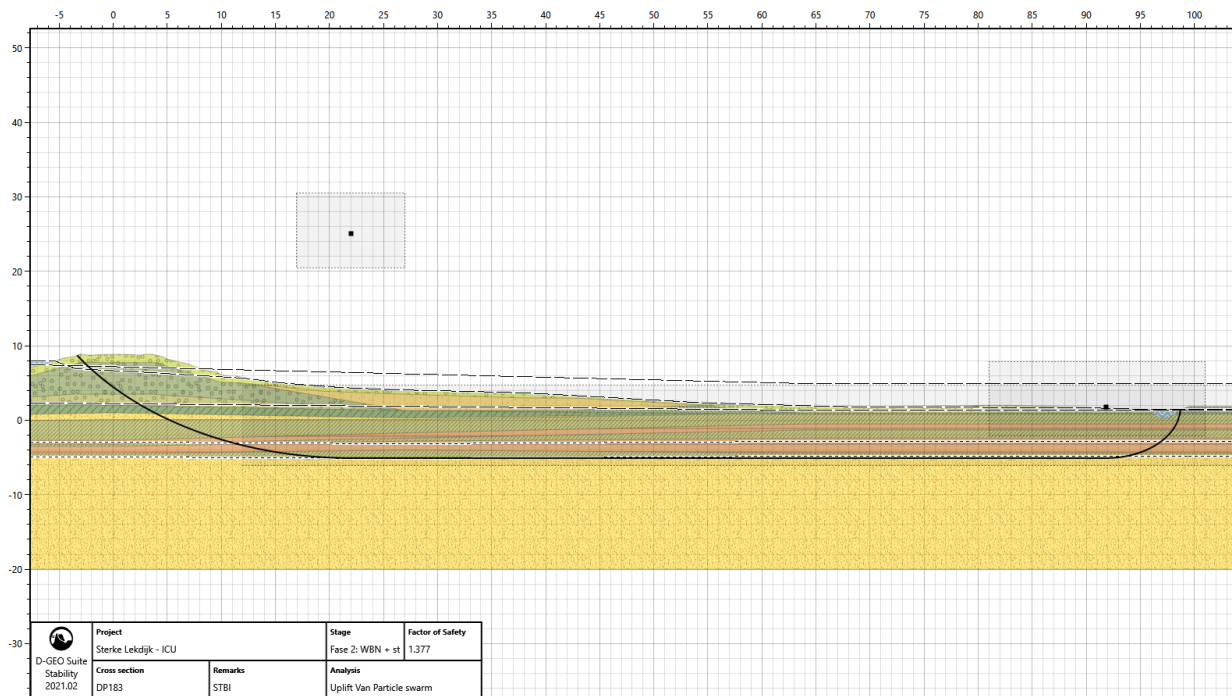 -5 0 5 10 15 20 25 30 35 40 45 50 55 60 65 70 75 80 85 90 95 100
50
40
30
20
10
0
-10
-20
-30
D-GEO Suite
Stability
2021.02
Project
Sterke Lekdijk - ICU
Stage
Fase 2: WBN + st
Factor of Safety
1.377
Cross section
DP183
Remarks
STBI
Analysis
Uplift Van Particle swarm